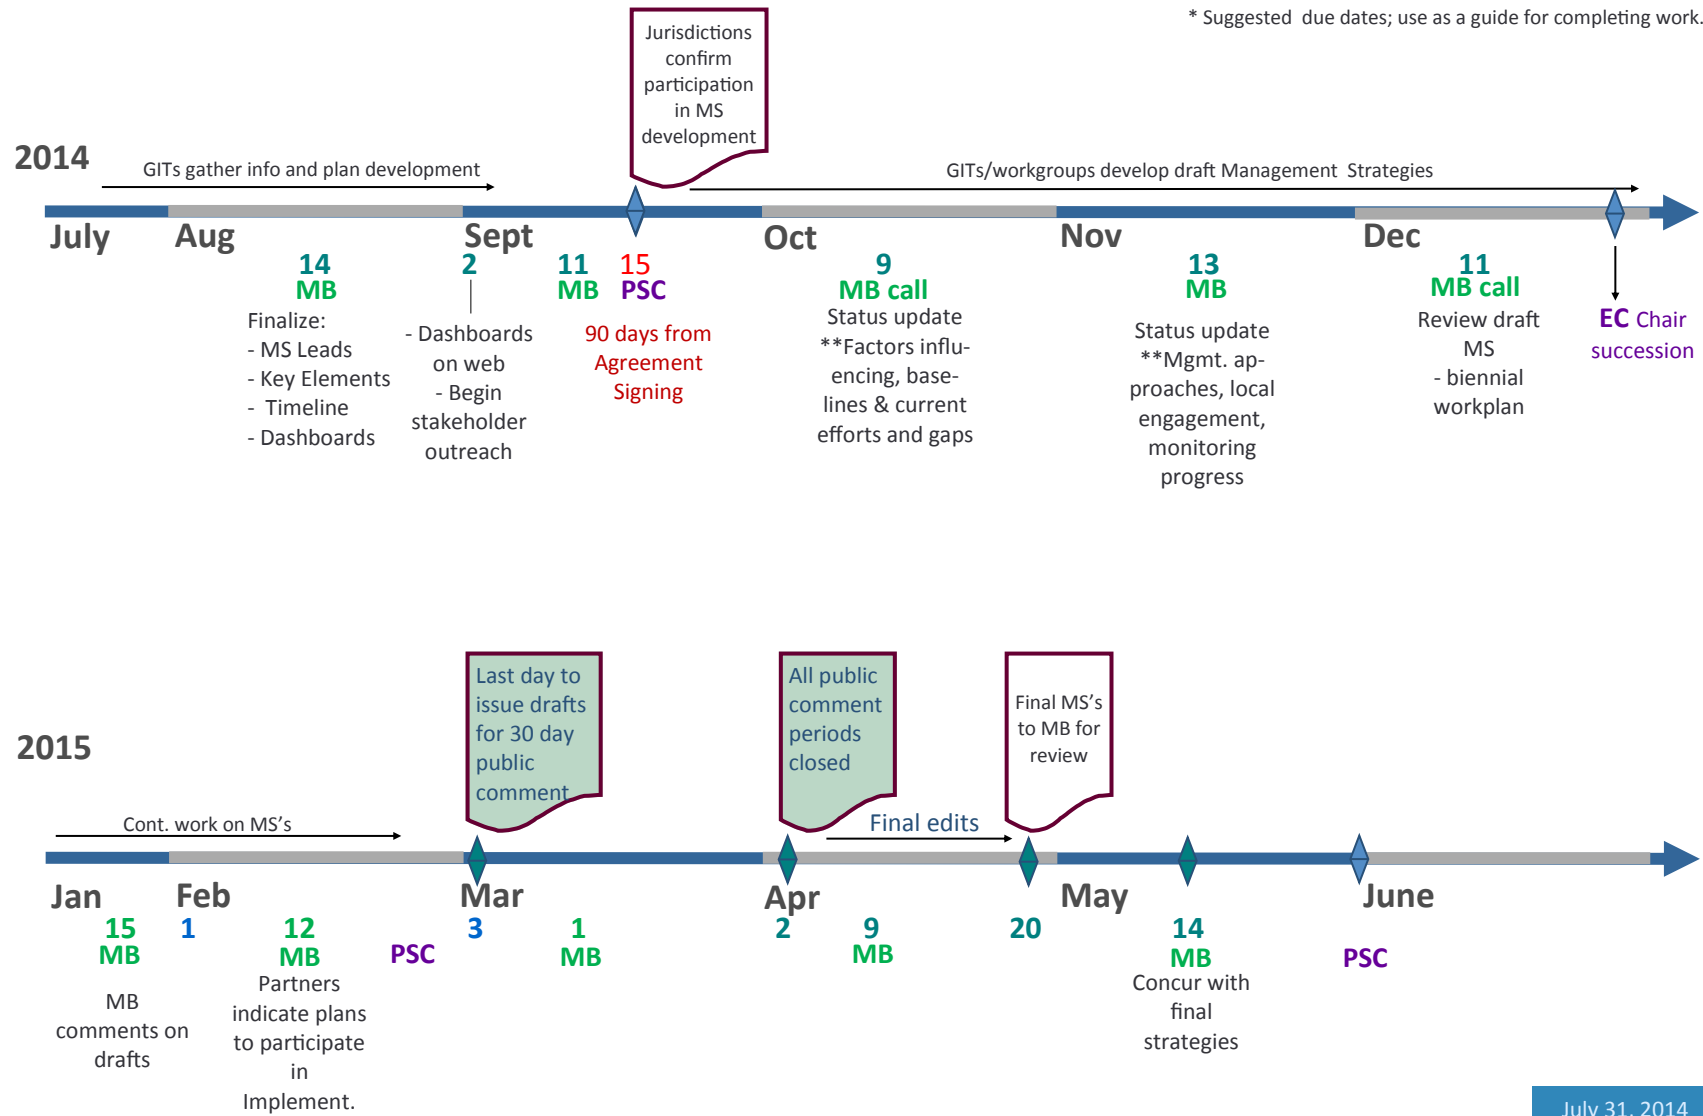 * Suggested due dates; use as a guide for completing work.
Jurisdictions
confirm
participation
in MS
development
2014
GITs gather info and plan development
GITs/workgroups develop draft Management Strategies
July
Aug
Sept
Oct
Nov
Dec
14
MB
Finalize:
- MS Leads
- Key Elements
- Timeline
- Dashboards
2
- Dashboards
on web
- Begin
stakeholder
outreach
11
MB
15
PSC
90 days from
Agreement
Signing
9
MB call
Status update
**Factors influ-
encing, base-
lines & current
efforts and gaps
13
MB
Status update
**Mgmt. ap-
proaches, local
engagement,
monitoring
progress
11
MB call
Review draft
MS
- biennial
workplan
EC Chair
succession
Last day to
issue drafts
for 30 day
public
comment
All public
comment
periods
closed
Final MS's
to MB for
review
2015
Cont. work on MS's
Final edits
Jan
Feb
Mar
Apr
May
June
15
MB
MB
comments on
drafts
1
12
MB
Partners
indicate plans
to participate
in
Implement.
PSC
3
1
MB
2
9
MB
20
14
MB
Concur with
final
strategies
PSC
July 31, 2014